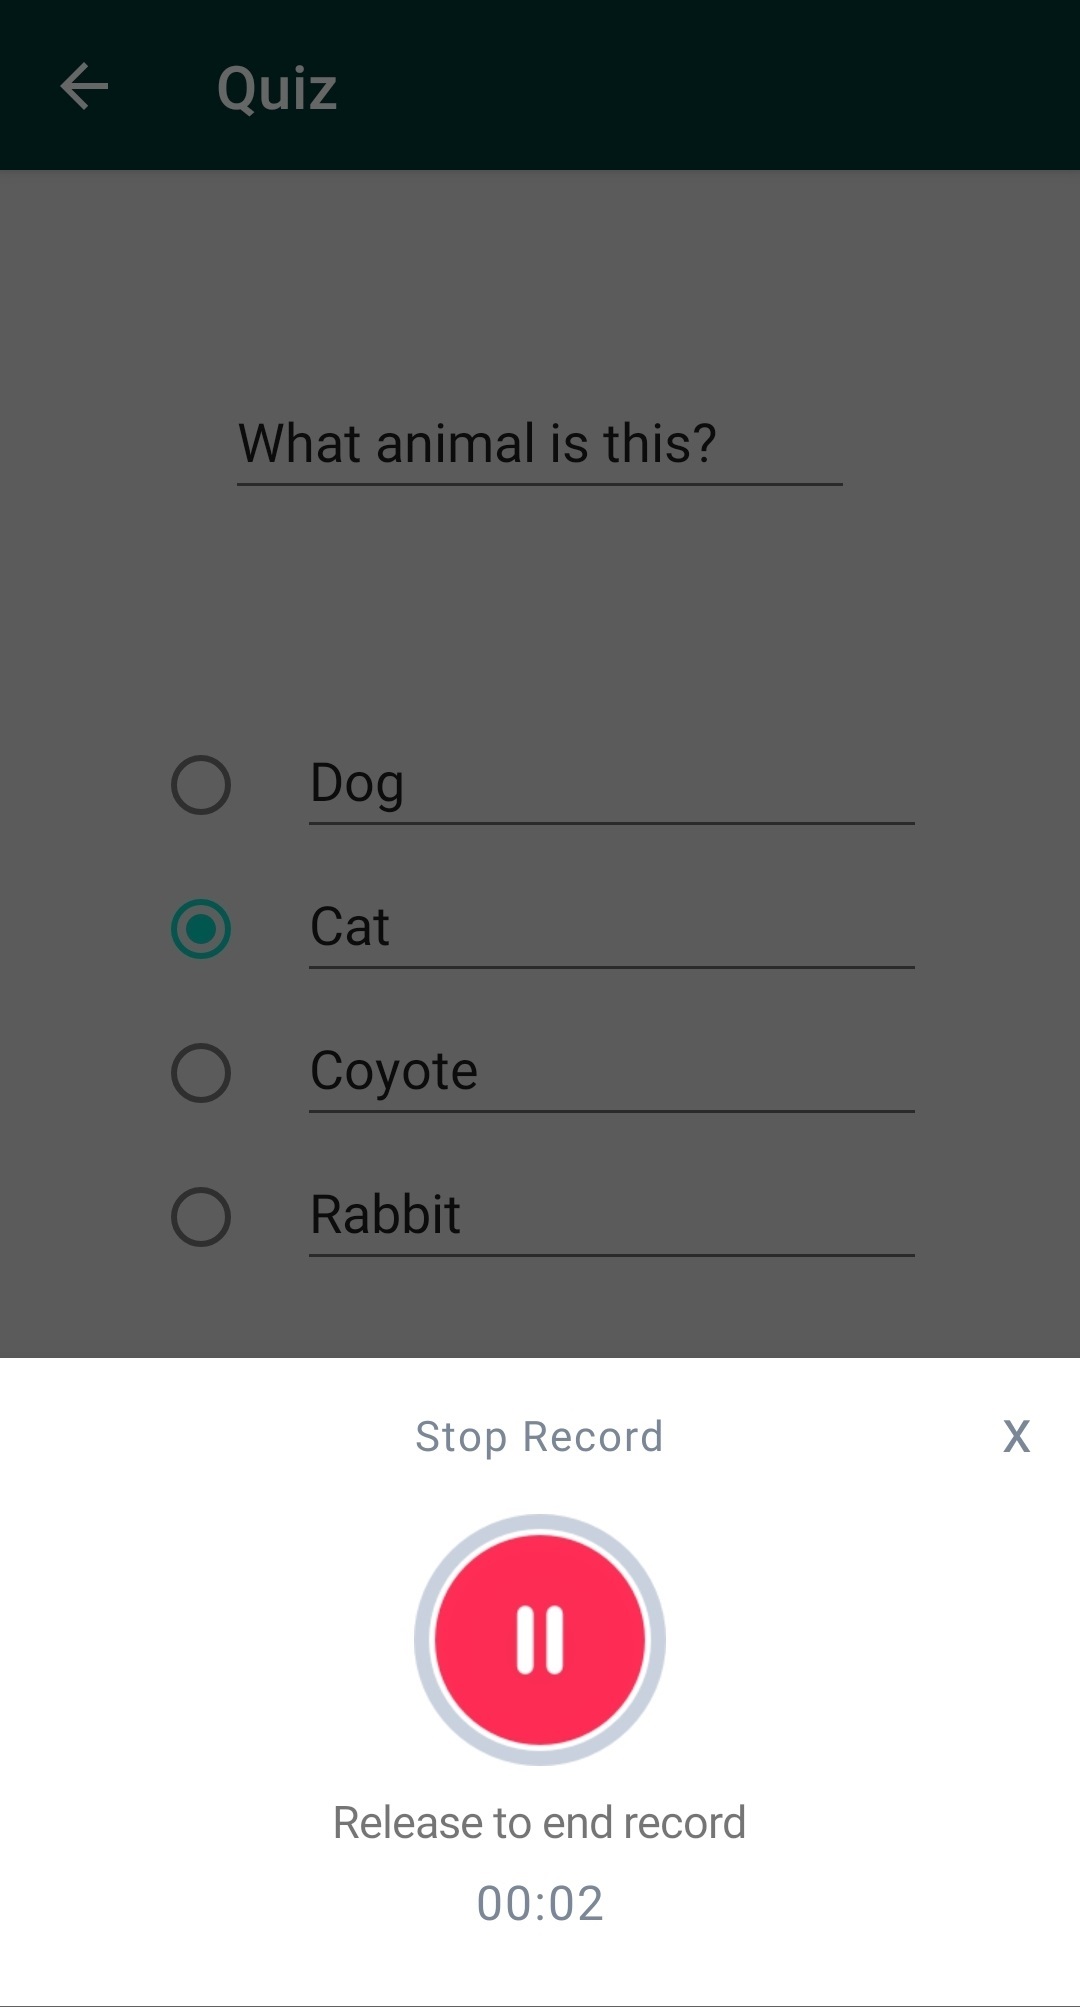 Quiz
What animal is this?
Dog
Cat
Coyote
Rabbit
Stop Record
X
Release to end record
00:02